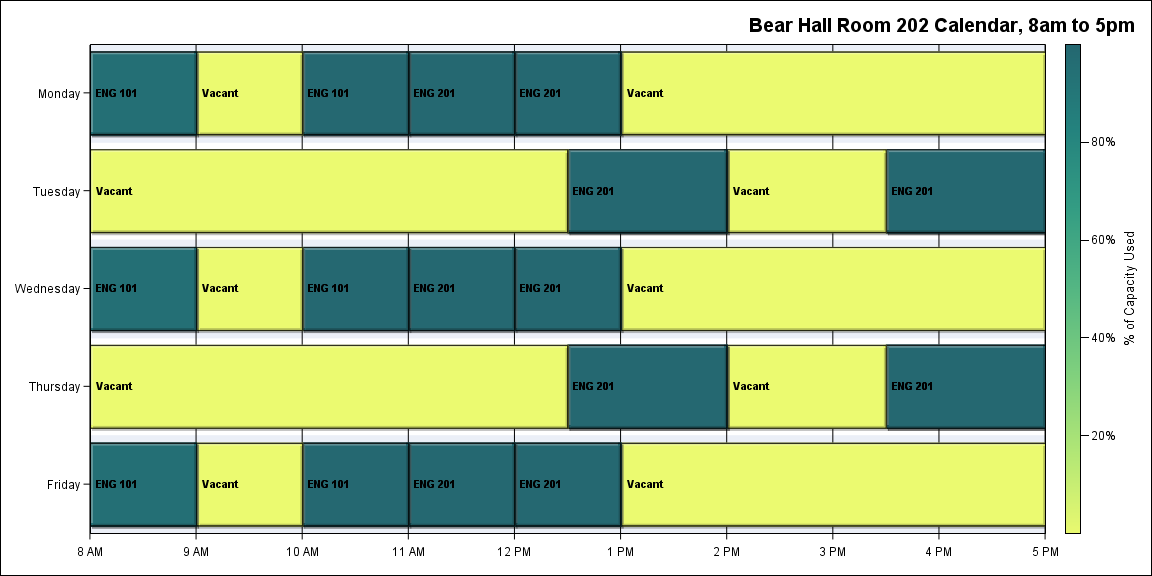 Bear Hall Room 202 Calendar, 8am to 5pm
Monday
ENG 101
Vacant
ENG 101
ENG 201
ENG 201
Vacant
Tuesday
Vacant
ENG 201
Vacant
ENG 201
Wednesday
ENG 101
Vacant
ENG 101
ENG 201
ENG 201
Vacant
Thursday
Vacant
ENG 201
Vacant
ENG 201
Friday
ENG 101
Vacant
ENG 101
ENG 201
ENG 201
Vacant
8 AM
9 AM
10 AM
11 AM
12 PM
1 PM
2 PM
3 PM
4 PM
5 PM
80%
60%
40%
20%
% of Capacity Used